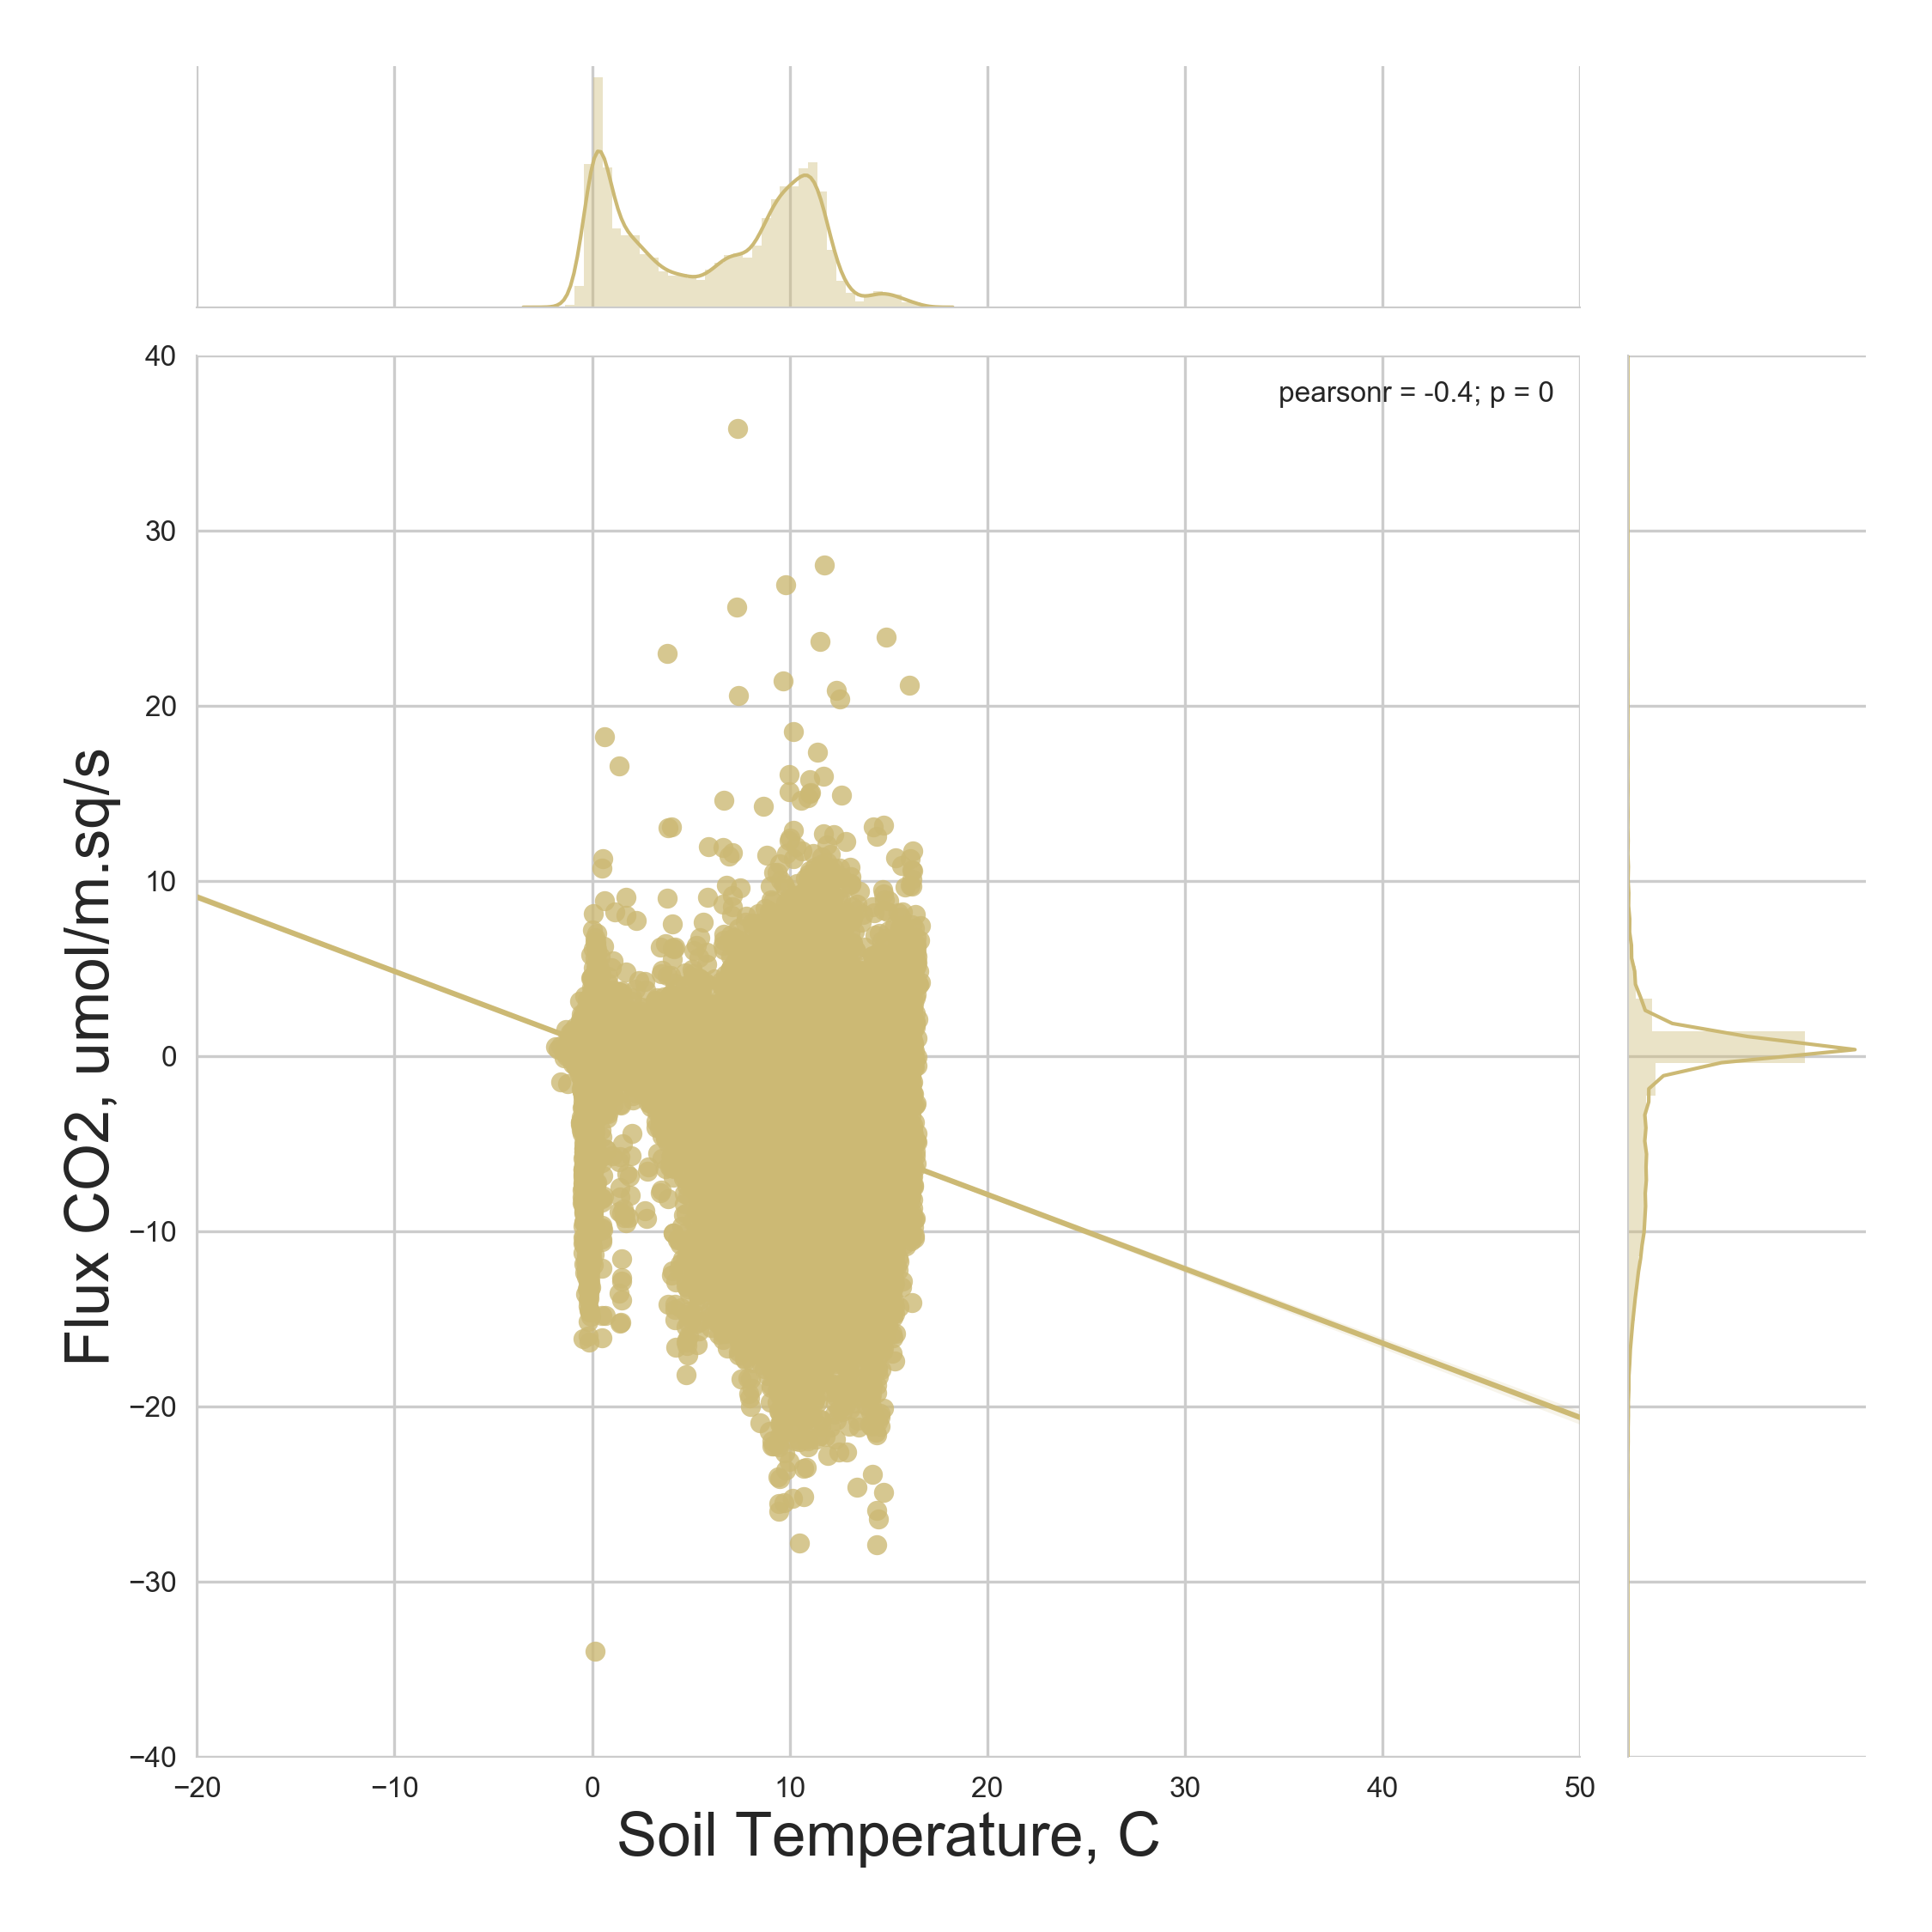 pearsonr = -0.4; p = 0
40
30
20
10
0
−10
−20
−30
−40
Flux CO2, umol/m.sq/s
−20 −10 0 10 20 30 40 50
Soil Temperature, C